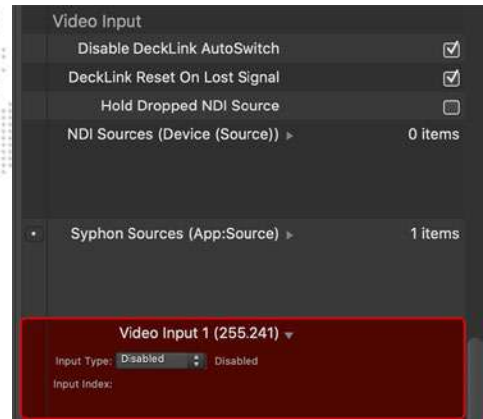 Video Input
Disable DeckLink AutoSwitch
DeckLink Reset On Lost Signal
Hold Dropped NDI Source
NDI Sources (Device (Source)) 0 items
Syphon Sources (App:Source) 1 items
Video Input 1 (255.241)
Input Type: Disabled Disabled
Input Index: